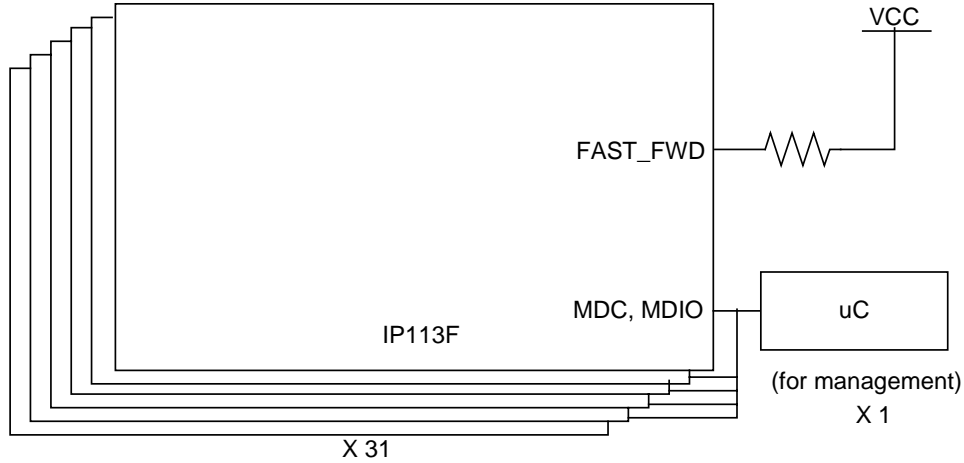 VCC
FAST_FWD
MDC, MDIO
uC
IP113F
(for management)
X 1
X 31